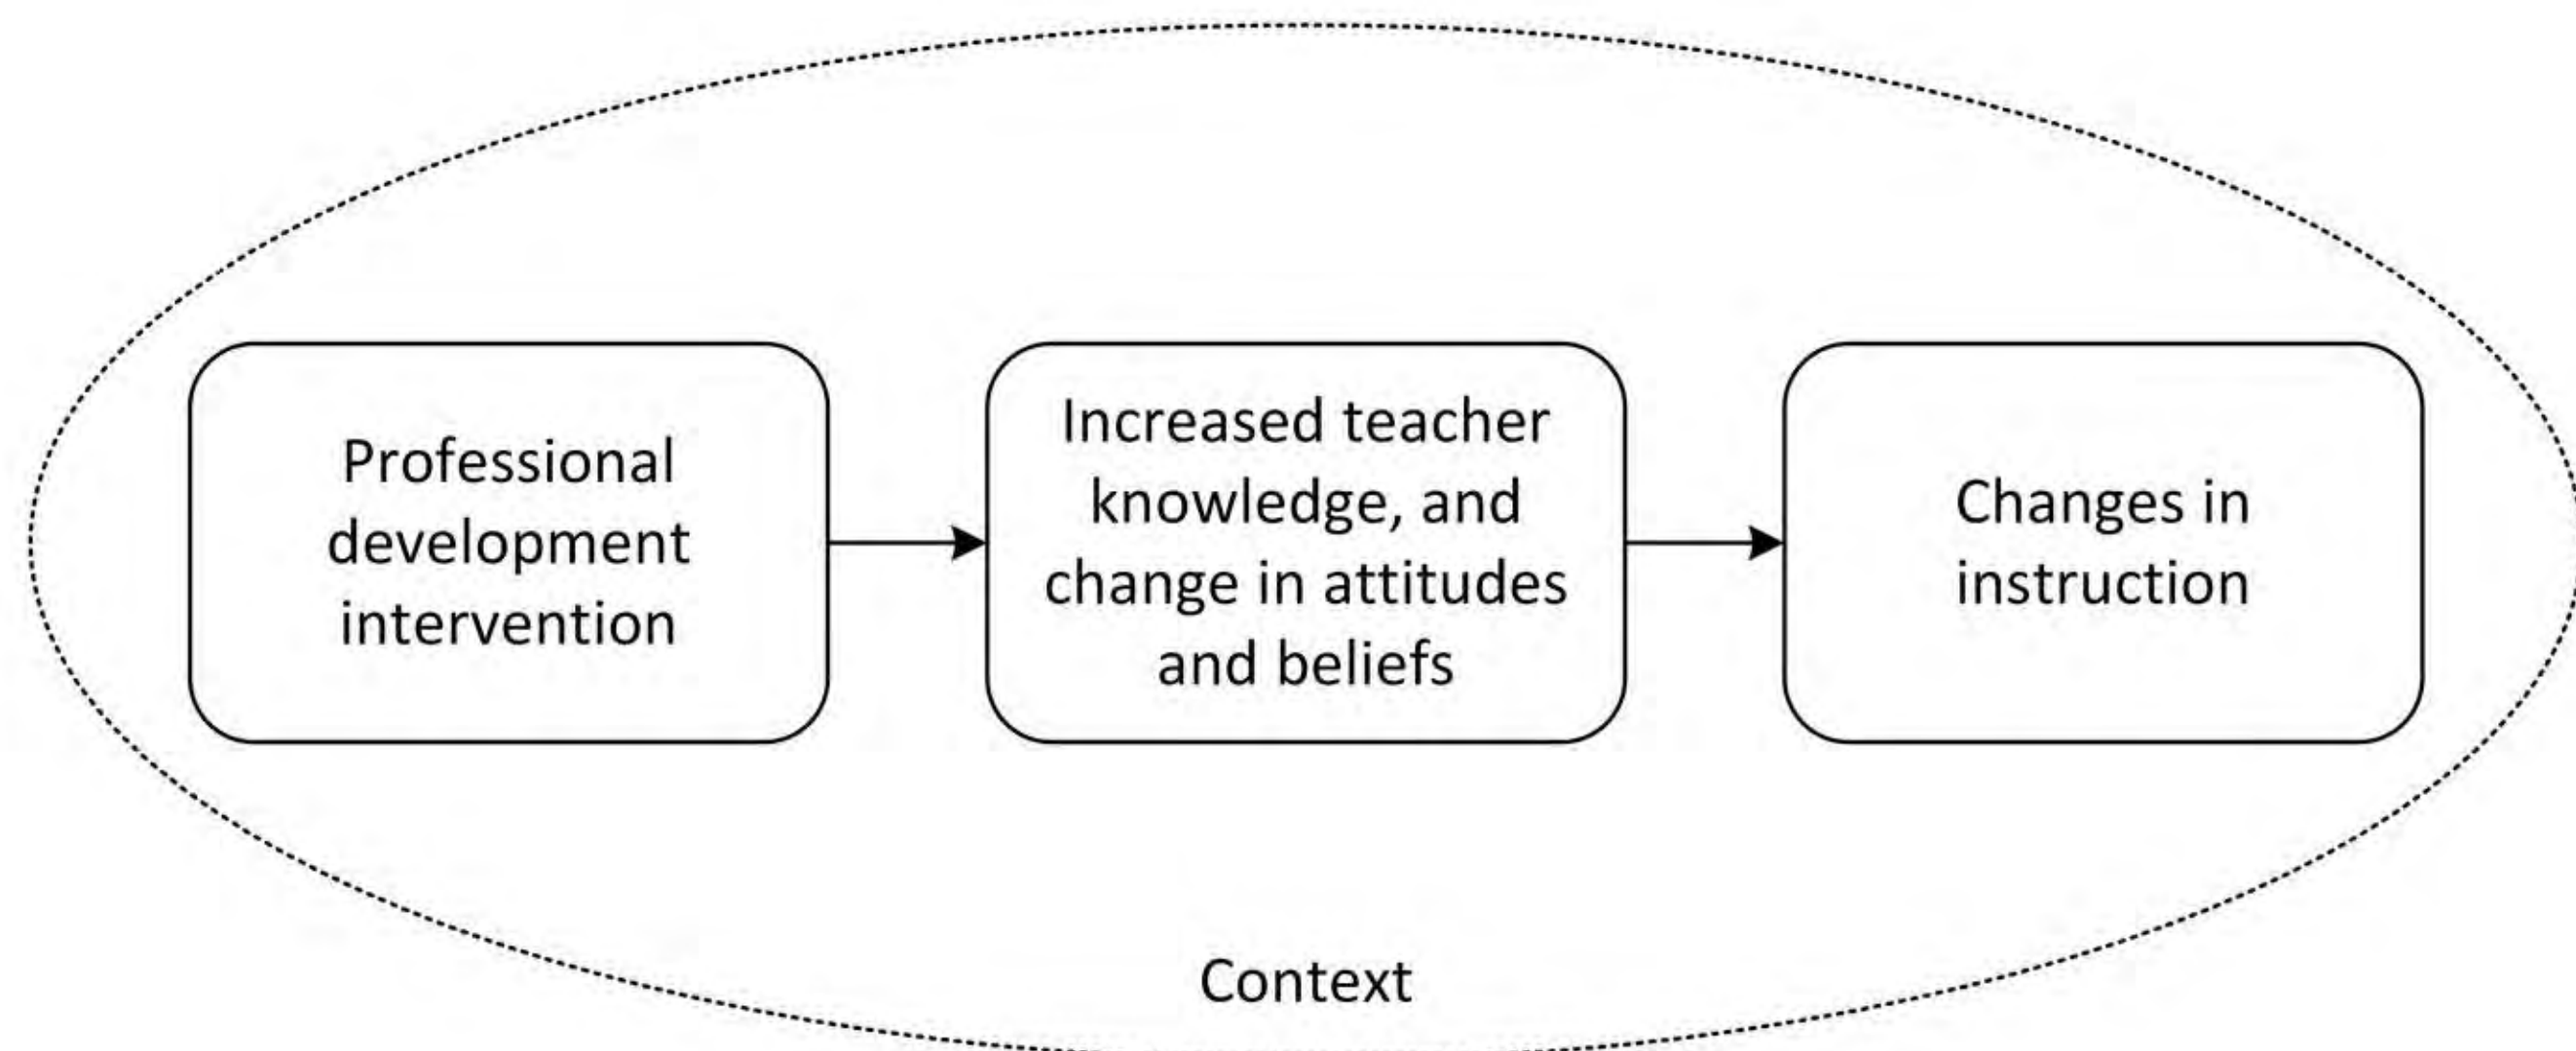 Professional
development
intervention
Increased teacher
knowledge, and
change in attitudes
and beliefs
Changes in
instruction
Context